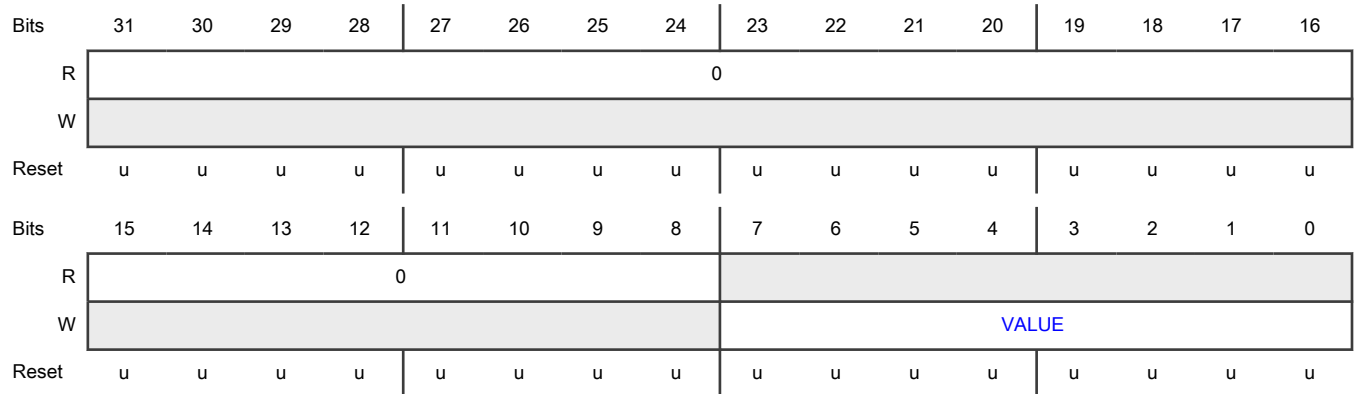 Bits 31 30 29 28 27 26 25 24 23 22 21 20 19 18 17 16
R 0
W
Reset u u u u u u u u u u u u u u u u
Bits 15 14 13 12 11 10 9 8 7 6 5 4 3 2 1 0
R 0
W VALUE
Reset u u u u u u u u u u u u u u u u